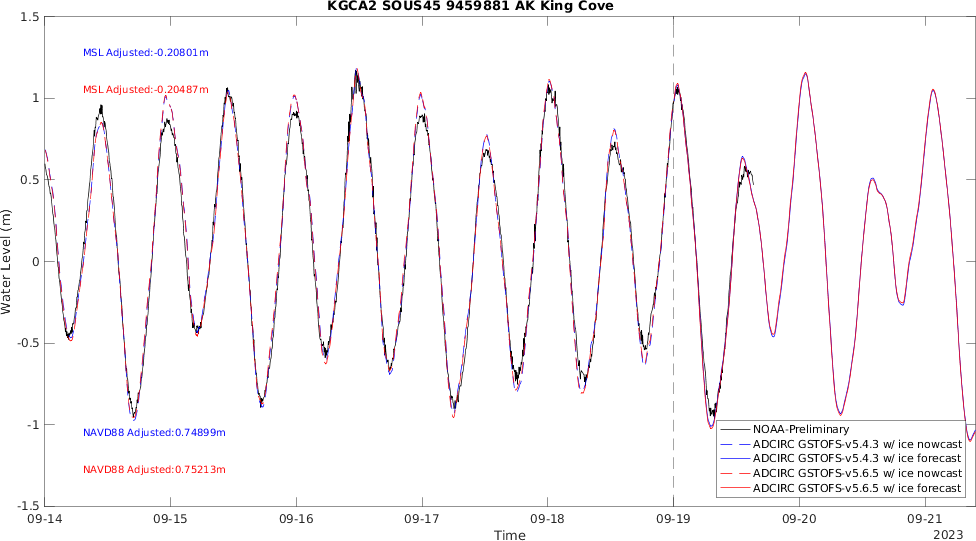 KGCA2 SOUS45 9459881 AK King Cove
1.5
1
0.5
0
-0.5
-1
-1.5
Water Level (m)
MSL Adjusted:-0.20801m
MSL Adjusted:-0.20487m
NAVD88 Adjusted:0.74899m
NAVD88 Adjusted:0.75213m
NOAA-Preliminary
ADCIRC GSTOFS-v5.4.3 w/ ice nowcast
ADCIRC GSTOFS-v5.4.3 w/ ice forecast
ADCIRC GSTOFS-v5.6.5 w/ ice nowcast
ADCIRC GSTOFS-v5.6.5 w/ ice forecast
09-14 09-15 09-16 09-17 09-18 09-19 09-20 09-21
Time
2023